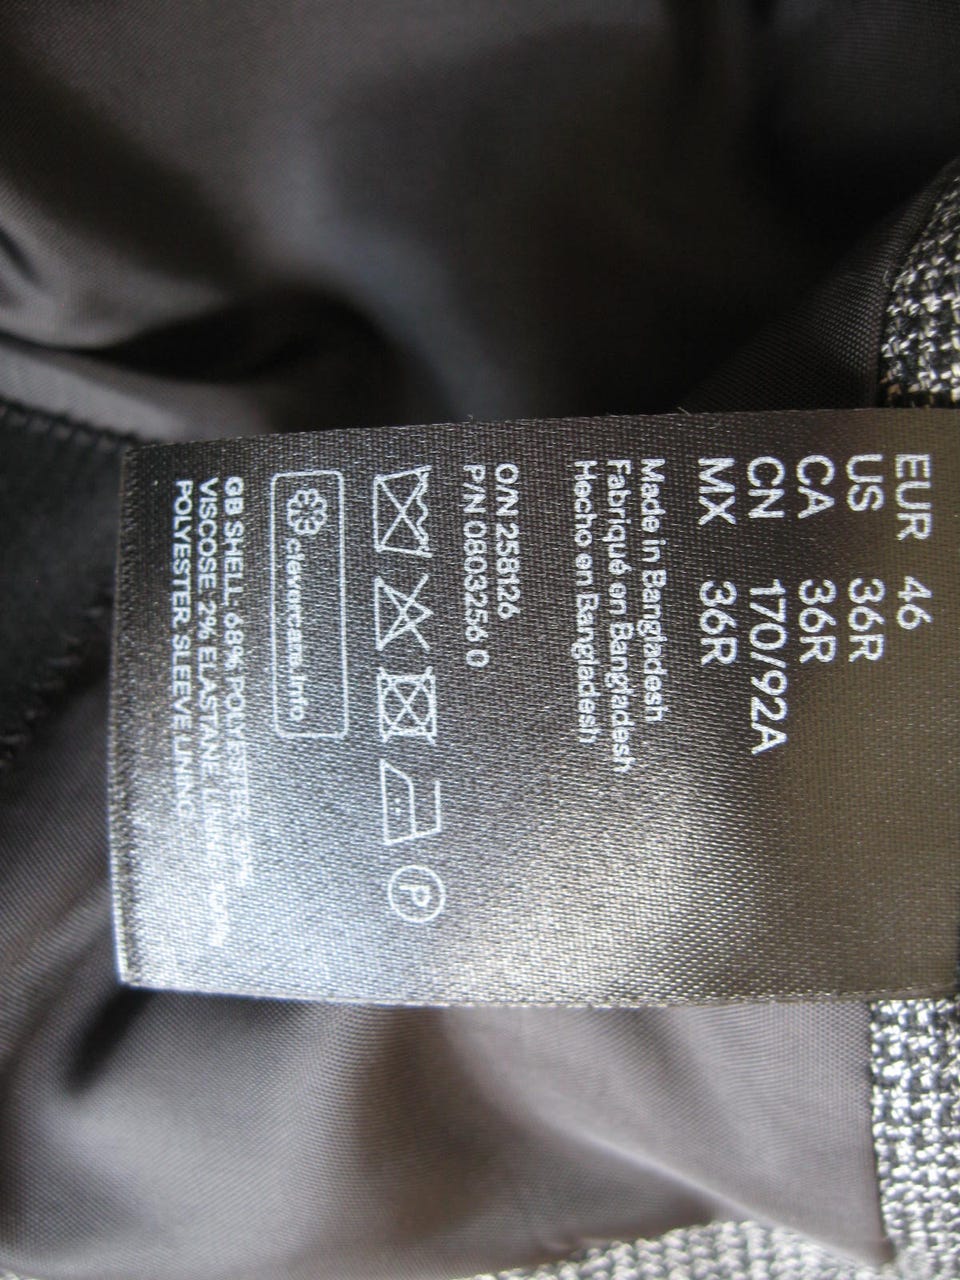 EUR 46
US 36R
CA 36R
CN 170/92A
MX 36R
Made in Bangladesh
Fabriqué en Bangladesh
Hecho en Bangladesh
O/N 258126
P/N 0803256 0
P
clevercare.info
GB SHELL: 68% POLYESTER
VISCOSE 2% ELASTANE
POLYESTER SLEEVE LINING